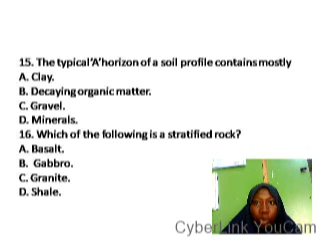 15. The typical'A'horizon of a soil profile contains mostly
A. Clay.
B. Decaying organic matter.
C. Gravel.
D. Minerals.
16. Which of the following is a stratified rock?
A. Basalt.
B. Gabbro.
C. Granite.
D. Shale.
CyberLink YouCam